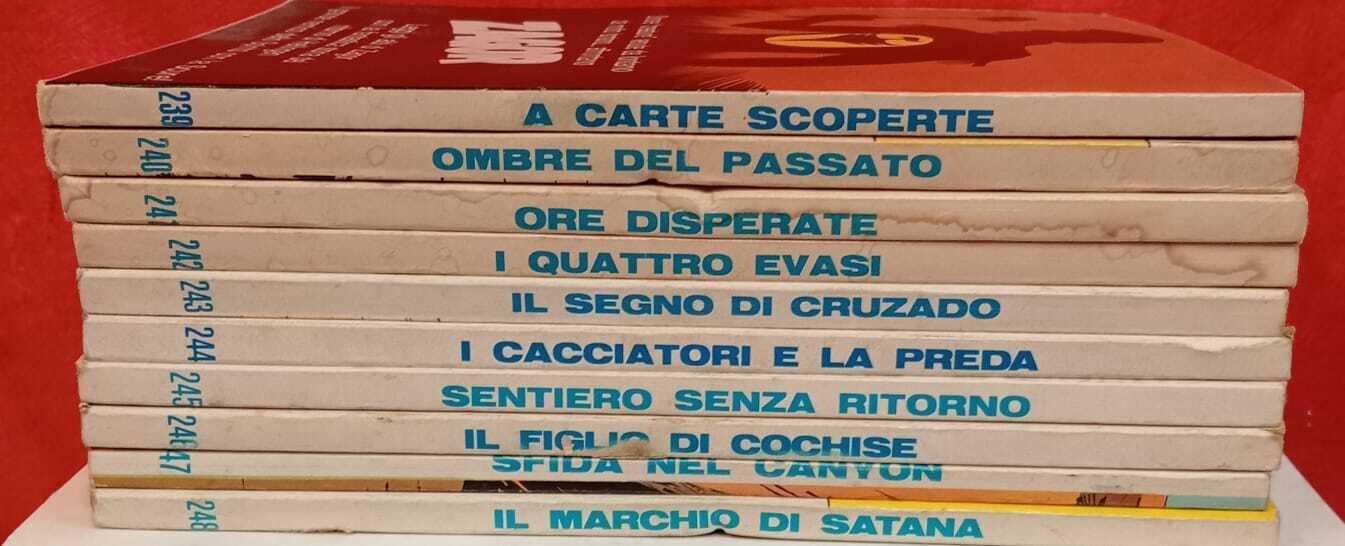 ZAGOR
239 A CARTE SCOPERTE
240 OMBRE DEL PASSATO
241 ORE DISPERATE
242 I QUATTRO EVASI
243 IL SEGNO DI CRUZADO
244 I CACCIATORI E LA PREDA
245 SENTIERO SENZA RITORNO
246 IL FIGLIO DI COCHISE
47 SFIDA NEL CANYON
248 IL MARCHIO DI SATANA